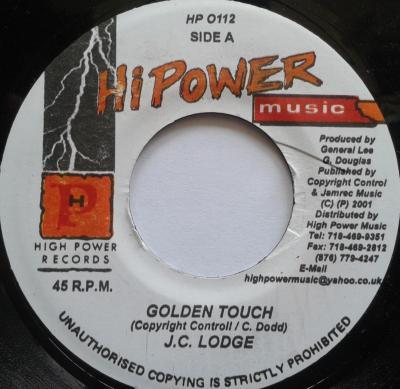 HP 0112
SIDE A
Hi POWER
music
Produced by
General Lee
G. Douglas
Published by
Copyright Control
& Jamrec Music
(C) (P) 2001
Distributed by
High Power Music
Tel: 718-469-9351
Fax: 718-469-2812
(876) 779-4247
E-Mail
highpowermusic@yahoo.co.uk
H
P
HIGH POWER
RECORDS
45 R.P.M.
GOLDEN TOUCH
(Copyright Controll / C. Dodd)
J.C. LODGE
UNAUTHORISED COPYING IS STRICTLY PROHIBITED